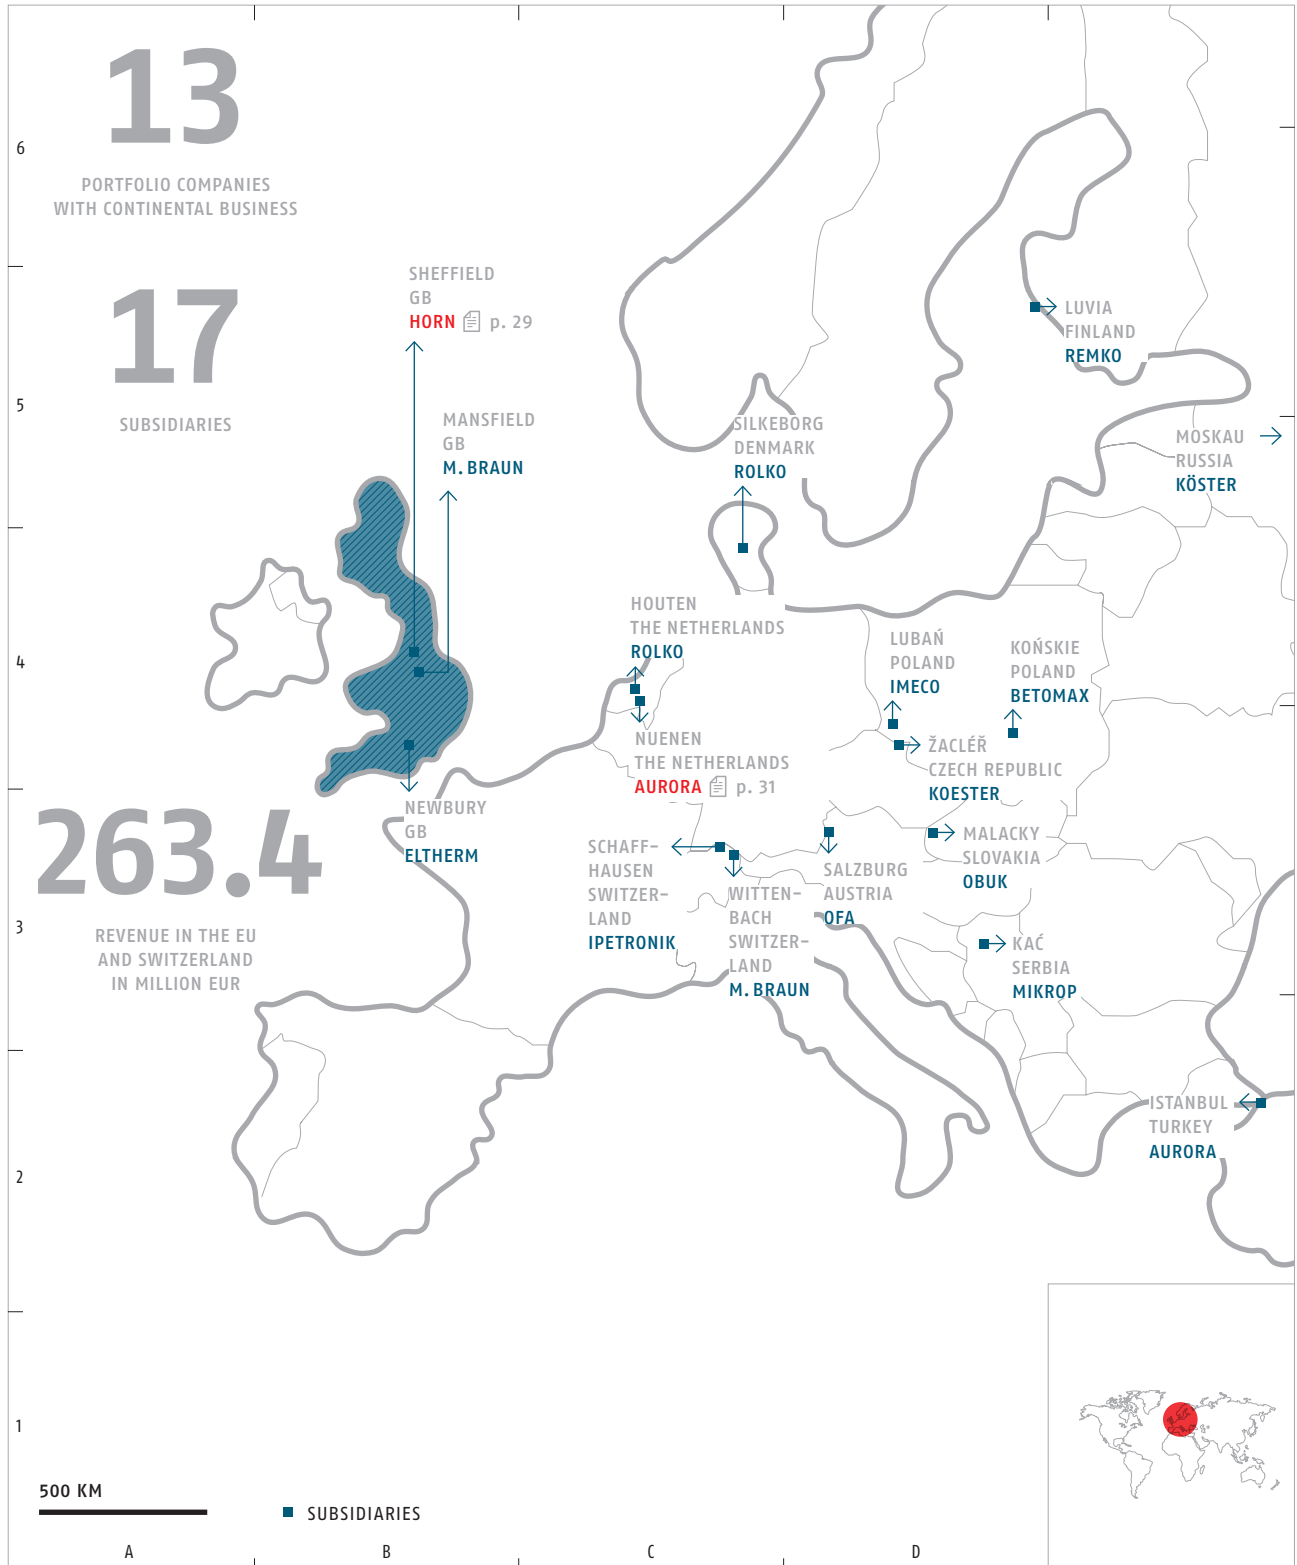 13
PORTFOLIO COMPANIES
WITH CONTINENTAL BUSINESS
17
SUBSIDIARIES
263.4
REVENUE IN THE EU
AND SWITZERLAND
IN MILLION EUR
SHEFFIELD
GB
HORN p. 29
MANSFIELD
GB
M. BRAUN
NEWBURY
GB
ELTHERM
SILKEBORG
DENMARK
ROLKO
LUVIA
FINLAND
REMKO
MOSKAU
RUSSIA
KÖSTER
HOUTEN
THE NETHERLANDS
ROLKO
NUENEN
THE NETHERLANDS
AURORA p. 31
LUBAŃ
POLAND
IMECO
KOŃSKIE
POLAND
BETOMAX
ŽACLÉŘ
CZECH REPUBLIC
KOESTER
MALACKY
SLOVAKIA
OBUK
SCHAFF–
HAUSEN
SWITZER–
LAND
IPETRONIK
WITTEN–
BACH
SWITZER–
LAND
M. BRAUN
SALZBURG
AUSTRIA
OFA
KAĆ
SERBIA
MIKROP
ISTANBUL
TURKEY
AURORA
6
5
4
3
2
1
500 KM
SUBSIDIARIES
A
B
C
D